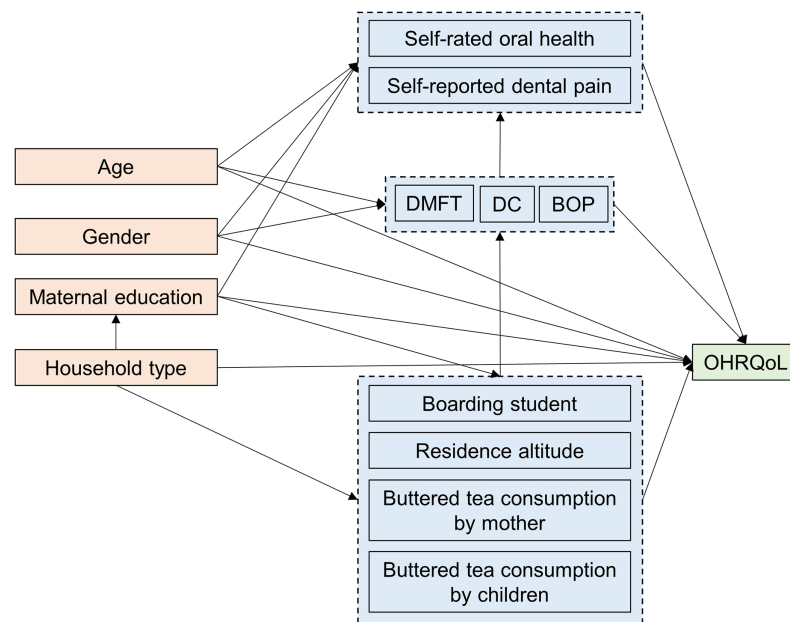 Self-rated oral health
Self-reported dental pain
Age
DMFT
DC
BOP
Gender
Maternal education
Household type
OHRQoL
Boarding student
Residence altitude
Buttered tea consumption
by mother
Buttered tea consumption
by children